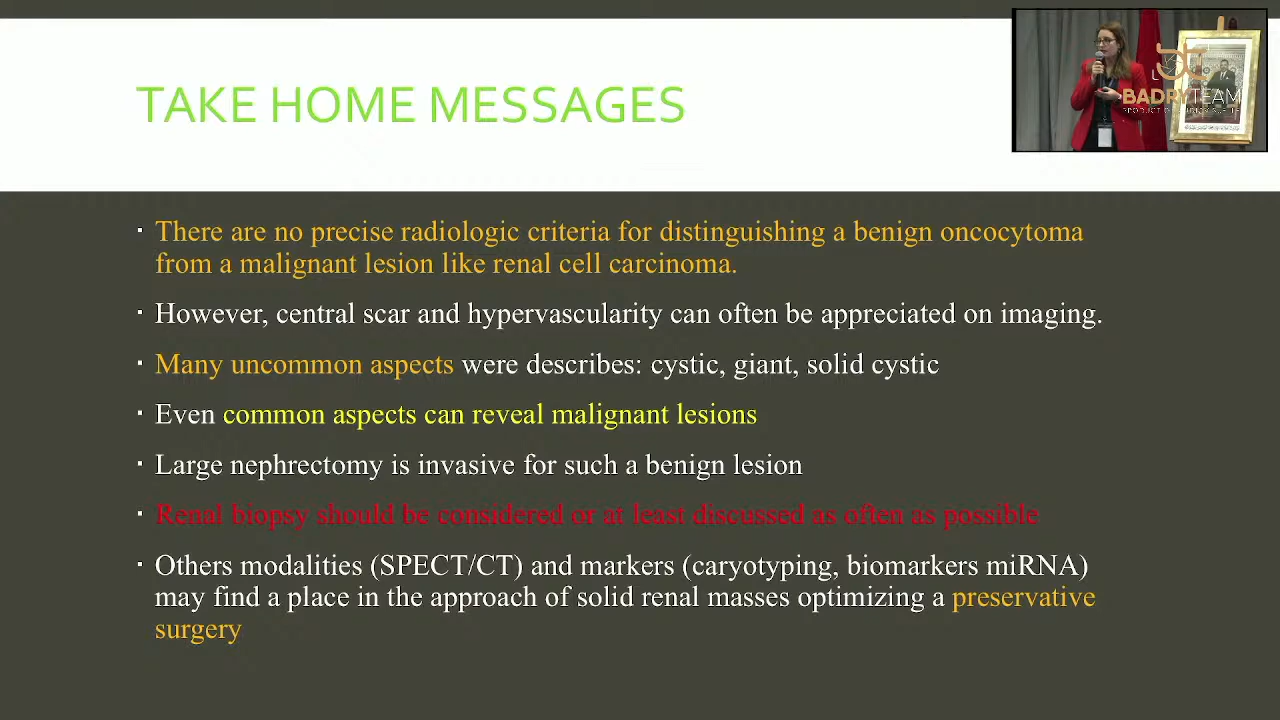 TAKE HOME MESSAGES
BADRYTEAM
There are no precise radiologic criteria for distinguishing a benign oncocytoma
from a malignant lesion like renal cell carcinoma.
However, central scar and hypervascularity can often be appreciated on imaging.
Many uncommon aspects were describes: cystic, giant, solid cystic
Even common aspects can reveal malignant lesions
Large nephrectomy is invasive for such a benign lesion
Renal biopsy should be considered or at least discussed as often as possible
Others modalities (SPECT/CT) and markers (caryotyping, biomarkers miRNA)
may find a place in the approach of solid renal masses optimizing a preservative
surgery